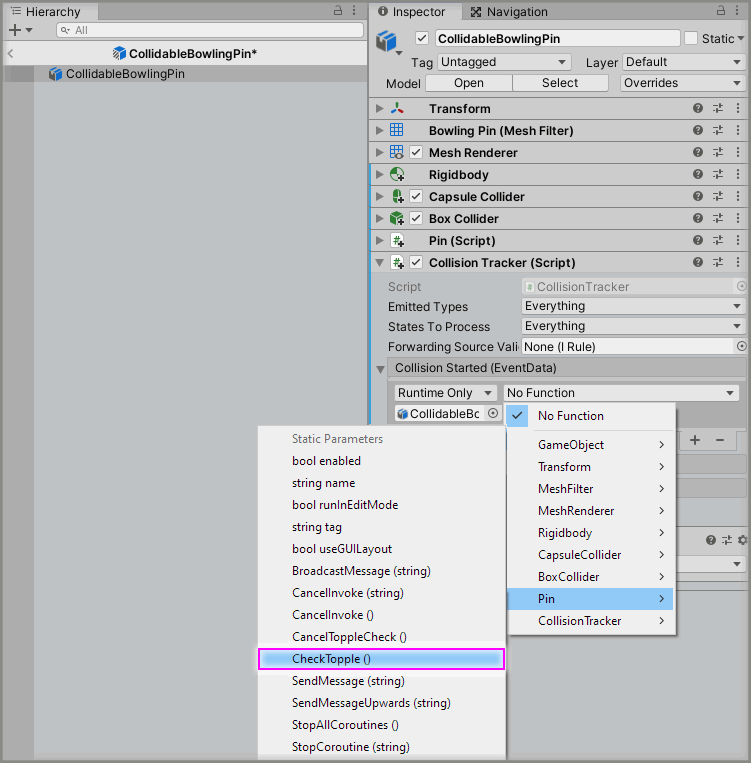 Hierarchy
All
CollidableBowlingPin*
CollidableBowlingPin
Inspector
Navigation
CollidableBowlingPin
Static
Tag
Untagged
Layer
Default
Model
Open
Select
Overrides
Transform
Bowling Pin (Mesh Filter)
Mesh Renderer
Rigidbody
Capsule Collider
Box Collider
Pin (Script)
Collision Tracker (Script)
Script
CollisionTracker
Emitted Types
Everything
States To Process
Everything
Forwarding Source Vali
None (I Rule)
Collision Started (EventData)
Runtime Only
No Function
CollidableBo
No Function
GameObject
Transform
MeshFilter
MeshRenderer
Rigidbody
CapsuleCollider
BoxCollider
Pin
CollisionTracker
Static Parameters
bool enabled
string name
bool runInEditMode
string tag
bool useGUILayout
BroadcastMessage (string)
CancelInvoke (string)
CancelInvoke ()
CancelToppleCheck ()
CheckTopple ()
SendMessage (string)
SendMessageUpwards (string)
StopAllCoroutines ()
StopCoroutine (string)